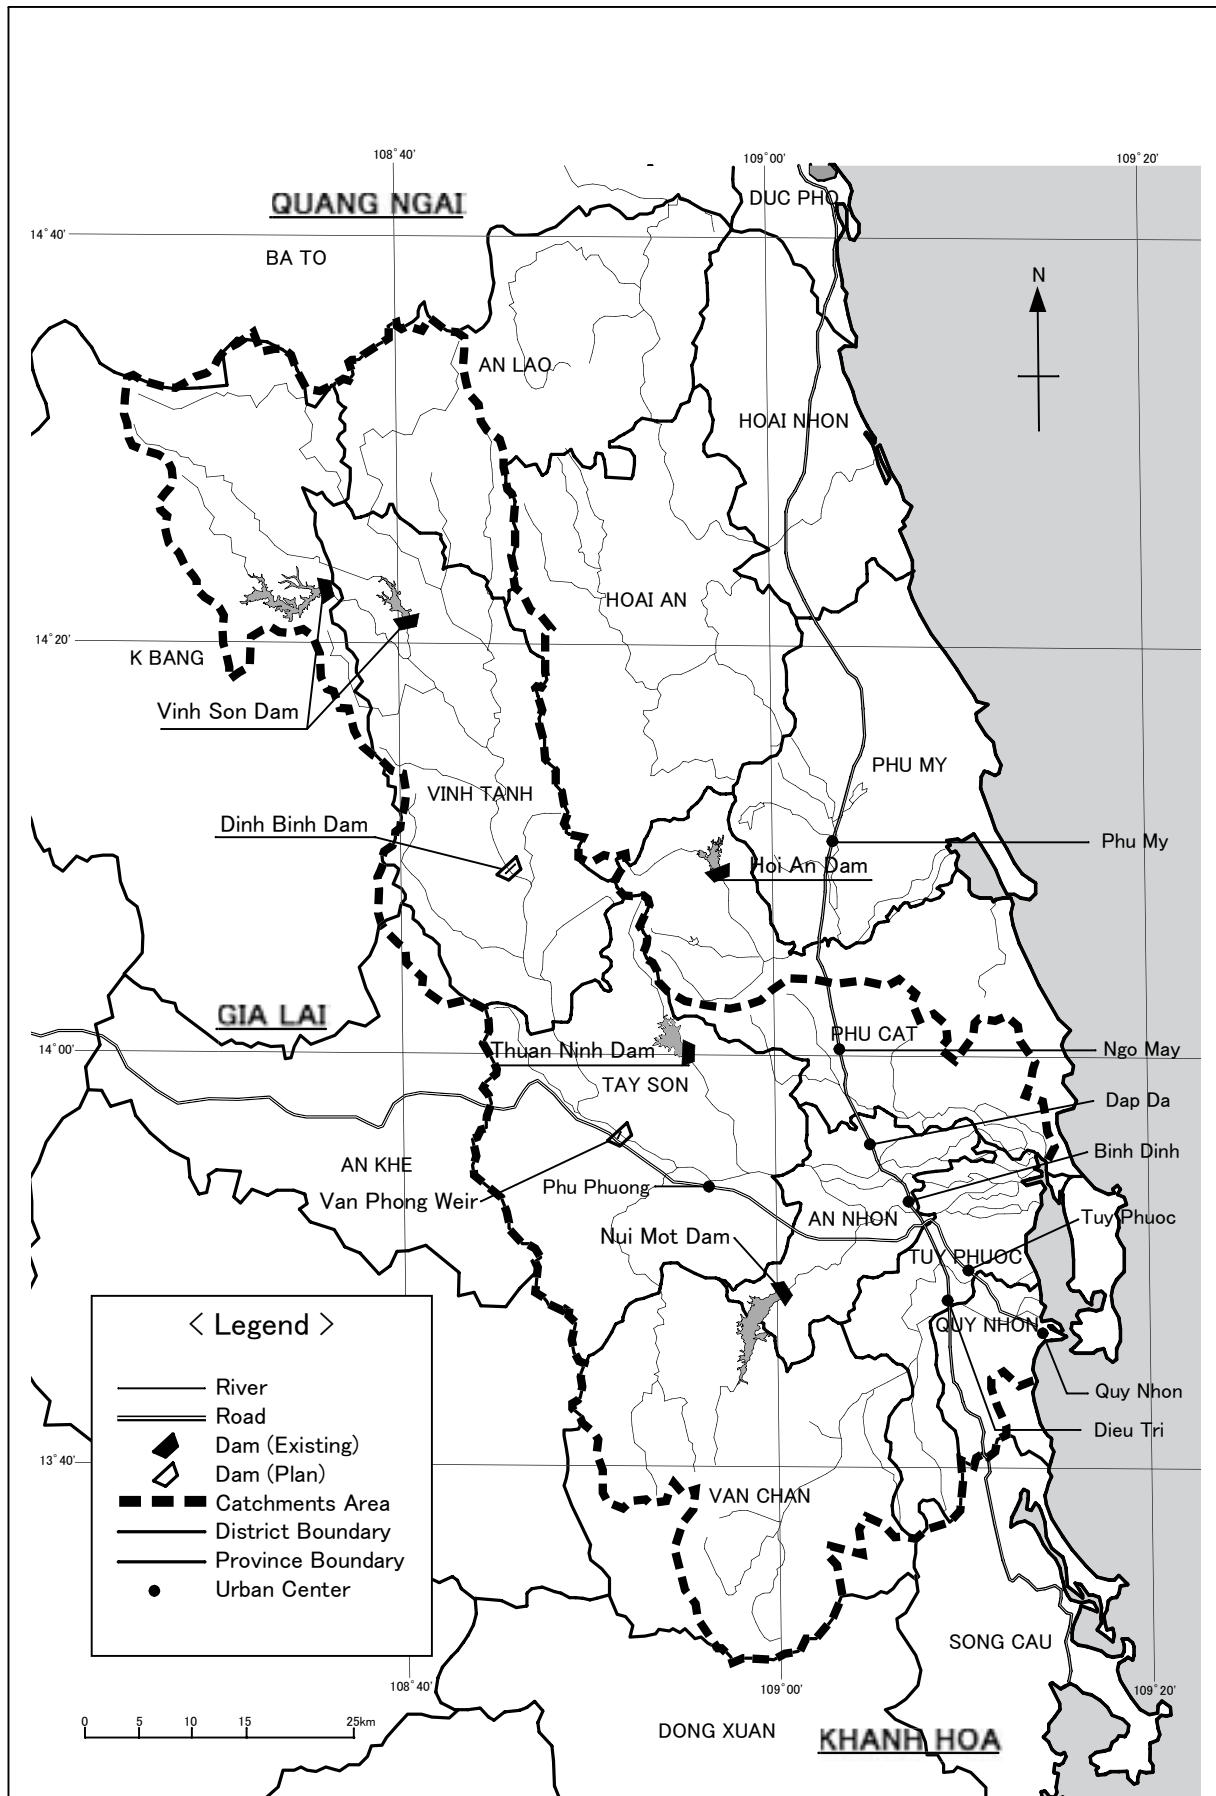 108°40'
109°00'
109°20'
QUANG NGAI
DUC PHO
14°40'
BA TO
N
AN LAO
HOAI NHON
HOAI AN
14°20'
K BANG
Vinh Son Dam
PHU MY
VINH TANH
Dinh Binh Dam
Phu My
Hoi An Dam
GIA LAI
PHU CAT
14°00'
Thuan Ninh Dam
Ngo May
TAY SON
Dap Da
Binh Dinh
AN KHE
Van Phong Weir
Phu Phuong
AN NHON
Tuy Phuoc
Nui Mot Dam
TUY PHUOC
< Legend >
QUY NHON
River
Quy Nhon
Road
Dieu Tri
Dam (Existing)
13°40'
Dam (Plan)
VAN CHAN
Catchments Area
District Boundary
Province Boundary
Urban Center
SONG CAU
108°40'
109°00'
109°20'
0 5 10 15 25km
DONG XUAN
KHANH HOA